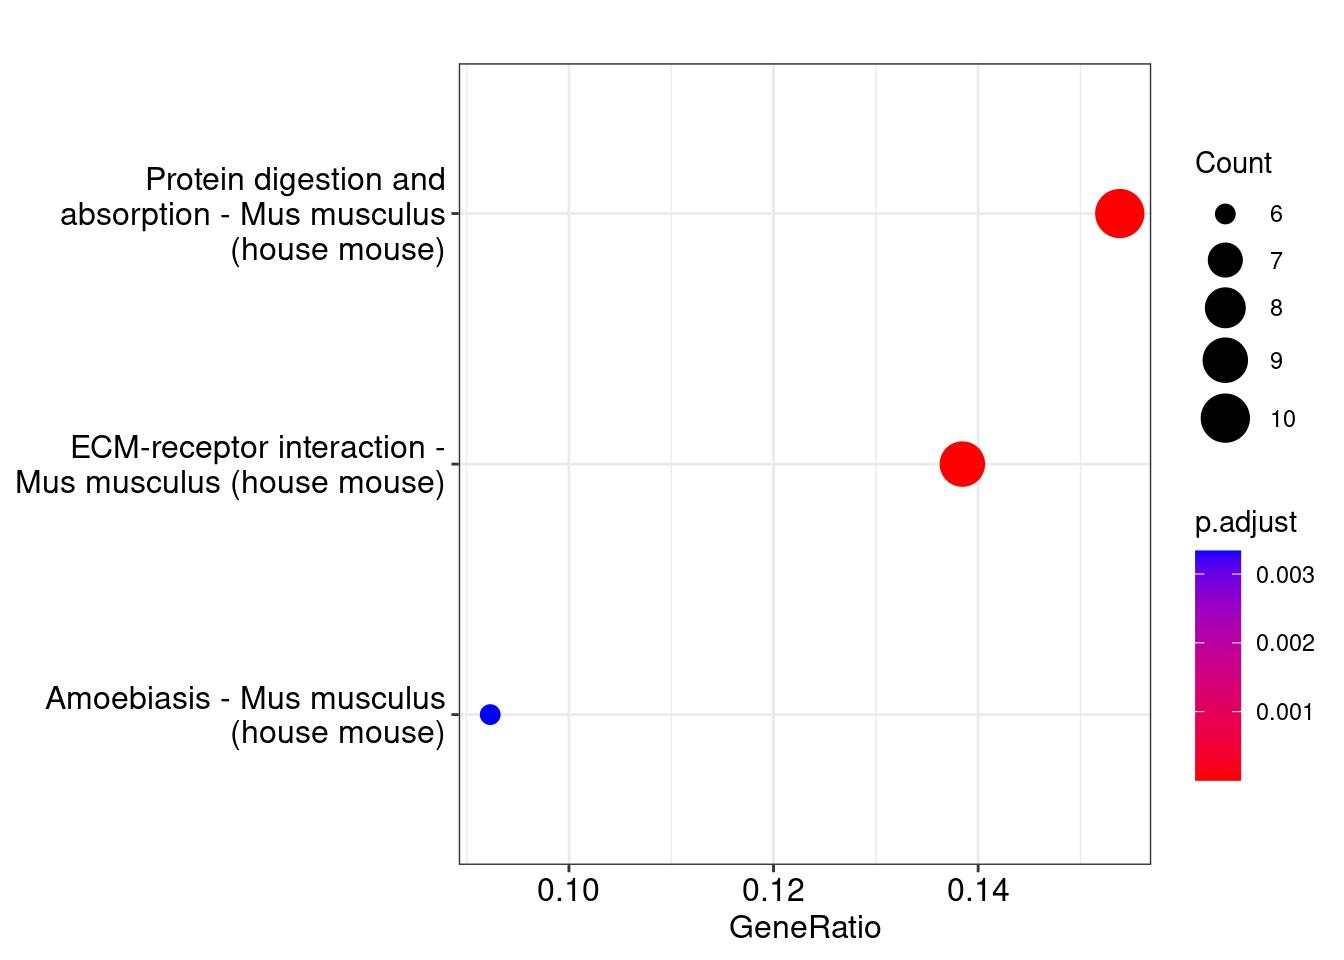 Protein digestion and
absorption - Mus musculus
(house mouse)
ECM-receptor interaction -
Mus musculus (house mouse)
Amoebiasis - Mus musculus
(house mouse)
0.10
0.12
0.14
GeneRatio
Count
6
7
8
9
10
p.adjust
0.003
0.002
0.001